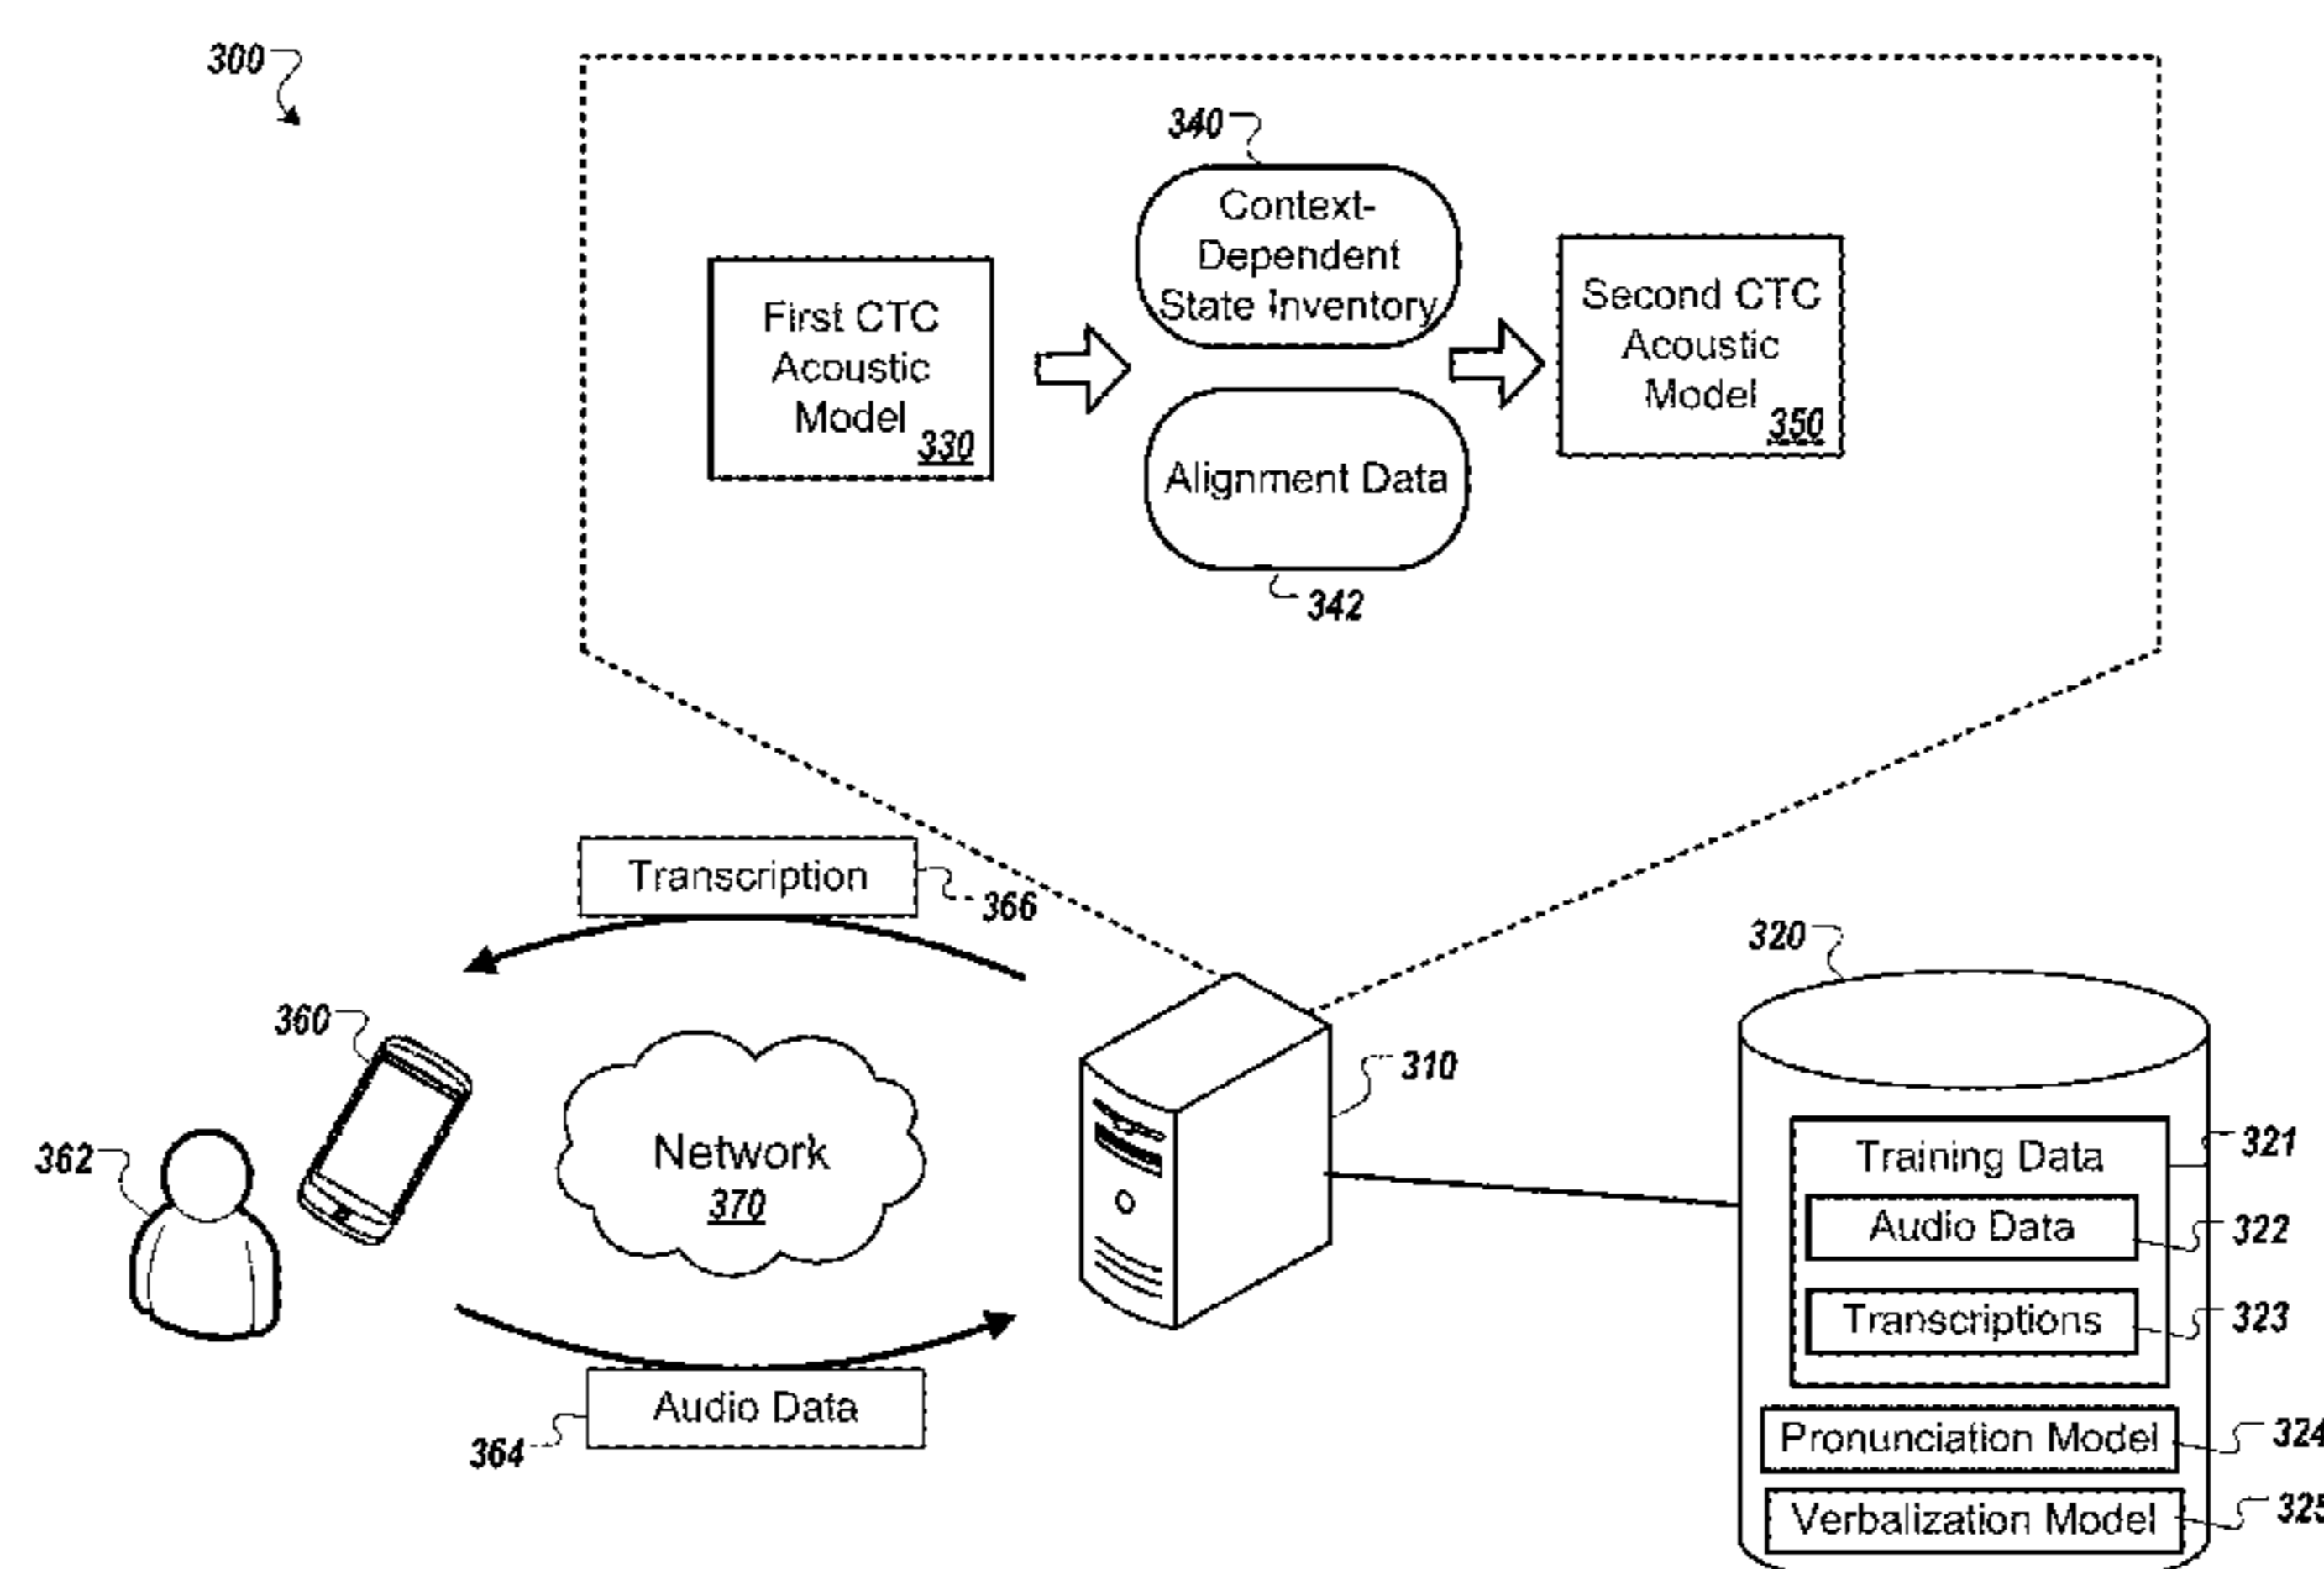 300
340
Context-
Dependent
State Inventory
First CTC
Acoustic
Model
330
Second CTC
Acoustic
Model
350
Alignment Data
342
Transcription
366
320
360
310
362
Network
370
Training Data
321
Audio Data
322
Transcriptions
323
Audio Data
364
Pronunciation Model
324
Verbalization Model
325